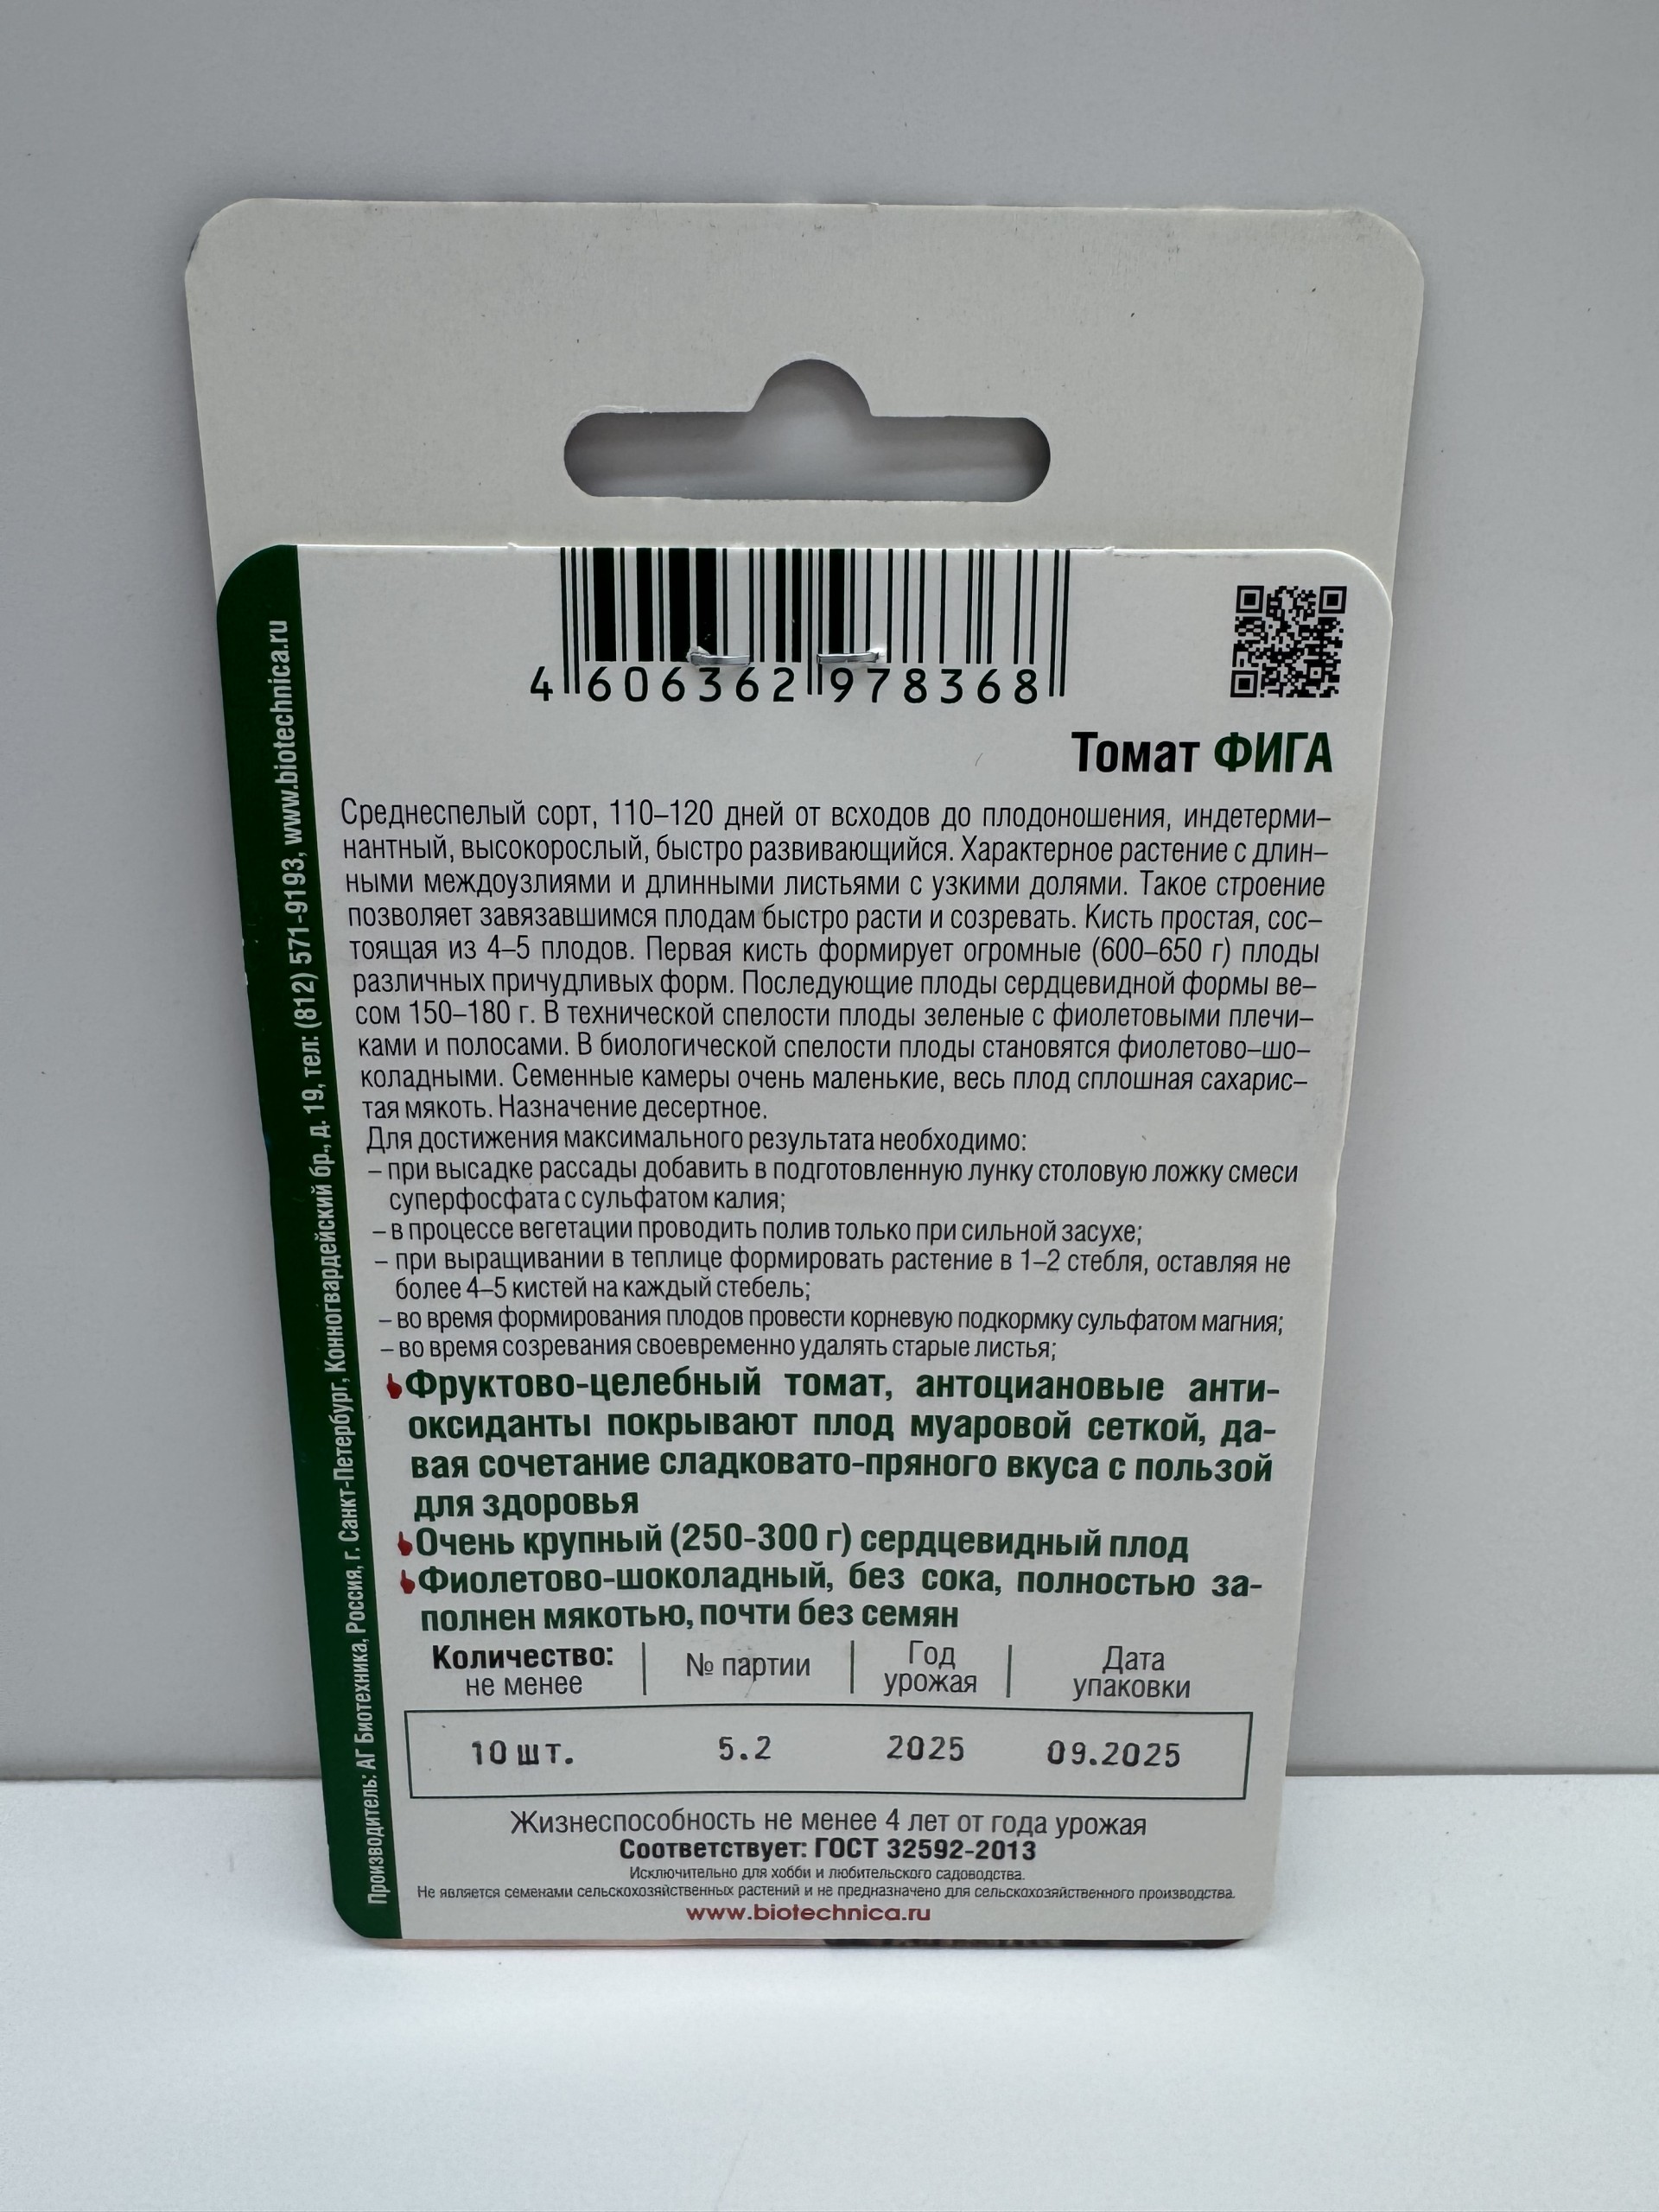 4 606362 978368
Томат ФИГА
Среднеспелый сорт, 110–120 дней от всходов до плодоношения, индетерми–
нантный, высокорослый, быстро развивающийся. Характерное растение с длин–
ными междоузлиями и длинными листьями с узкими долями. Такое строение
позволяет завязавшимся плодам быстро расти и созревать. Кисть простая, сос–
тоящая из 4–5 плодов. Первая кисть формирует огромные (600–650 г) плоды
различных причудливых форм. Последующие плоды сердцевидной формы ве–
сом 150–180 г. В технической спелости плоды зеленые с фиолетовыми плечи–
ками и полосами. В биологической спелости плоды становятся фиолетово–шо–
коладными. Семенные камеры очень маленькие, весь плод сплошная сахарис–
тая мякоть. Назначение десертное.
Для достижения максимального результата необходимо:
– при высадке рассады добавить в подготовленную лунку столовую ложку смеси
суперфосфата с сульфатом калия;
– в процессе вегетации проводить полив только при сильной засухе;
– при выращивании в теплице формировать растение в 1–2 стебля, оставляя не
более 4–5 кистей на каждый стебель;
– во время формирования плодов провести корневую подкормку сульфатом магния;
– во время созревания своевременно удалять старые листья;
Фруктово-целебный томат, антоциановые анти-
оксиданты покрывают плод муаровой сеткой, да-
вая сочетание сладковато-пряного вкуса с пользой
для здоровья
Очень крупный (250-300 г) сердцевидный плод
Фиолетово-шоколадный, без сока, полностью за-
полнен мякотью, почти без семян
Количество: не менее | № партии | Год урожая | Дата упаковки
10 шт. 5.2 2025 09.2025
Жизнеспособность не менее 4 лет от года урожая
Соответствует: ГОСТ 32592-2013
Исключительно для хобби и любительского садоводства.
Не является семенами сельскохозяйственных растений и не предназначено для сельскохозяйственного производства.
www.biotechnica.ru
Производитель: АГ Биотехника, Россия, г. Санкт-Петербург, Конногвардейский бр., д. 19, тел: (812) 571-9193, www.biotechnica.ru